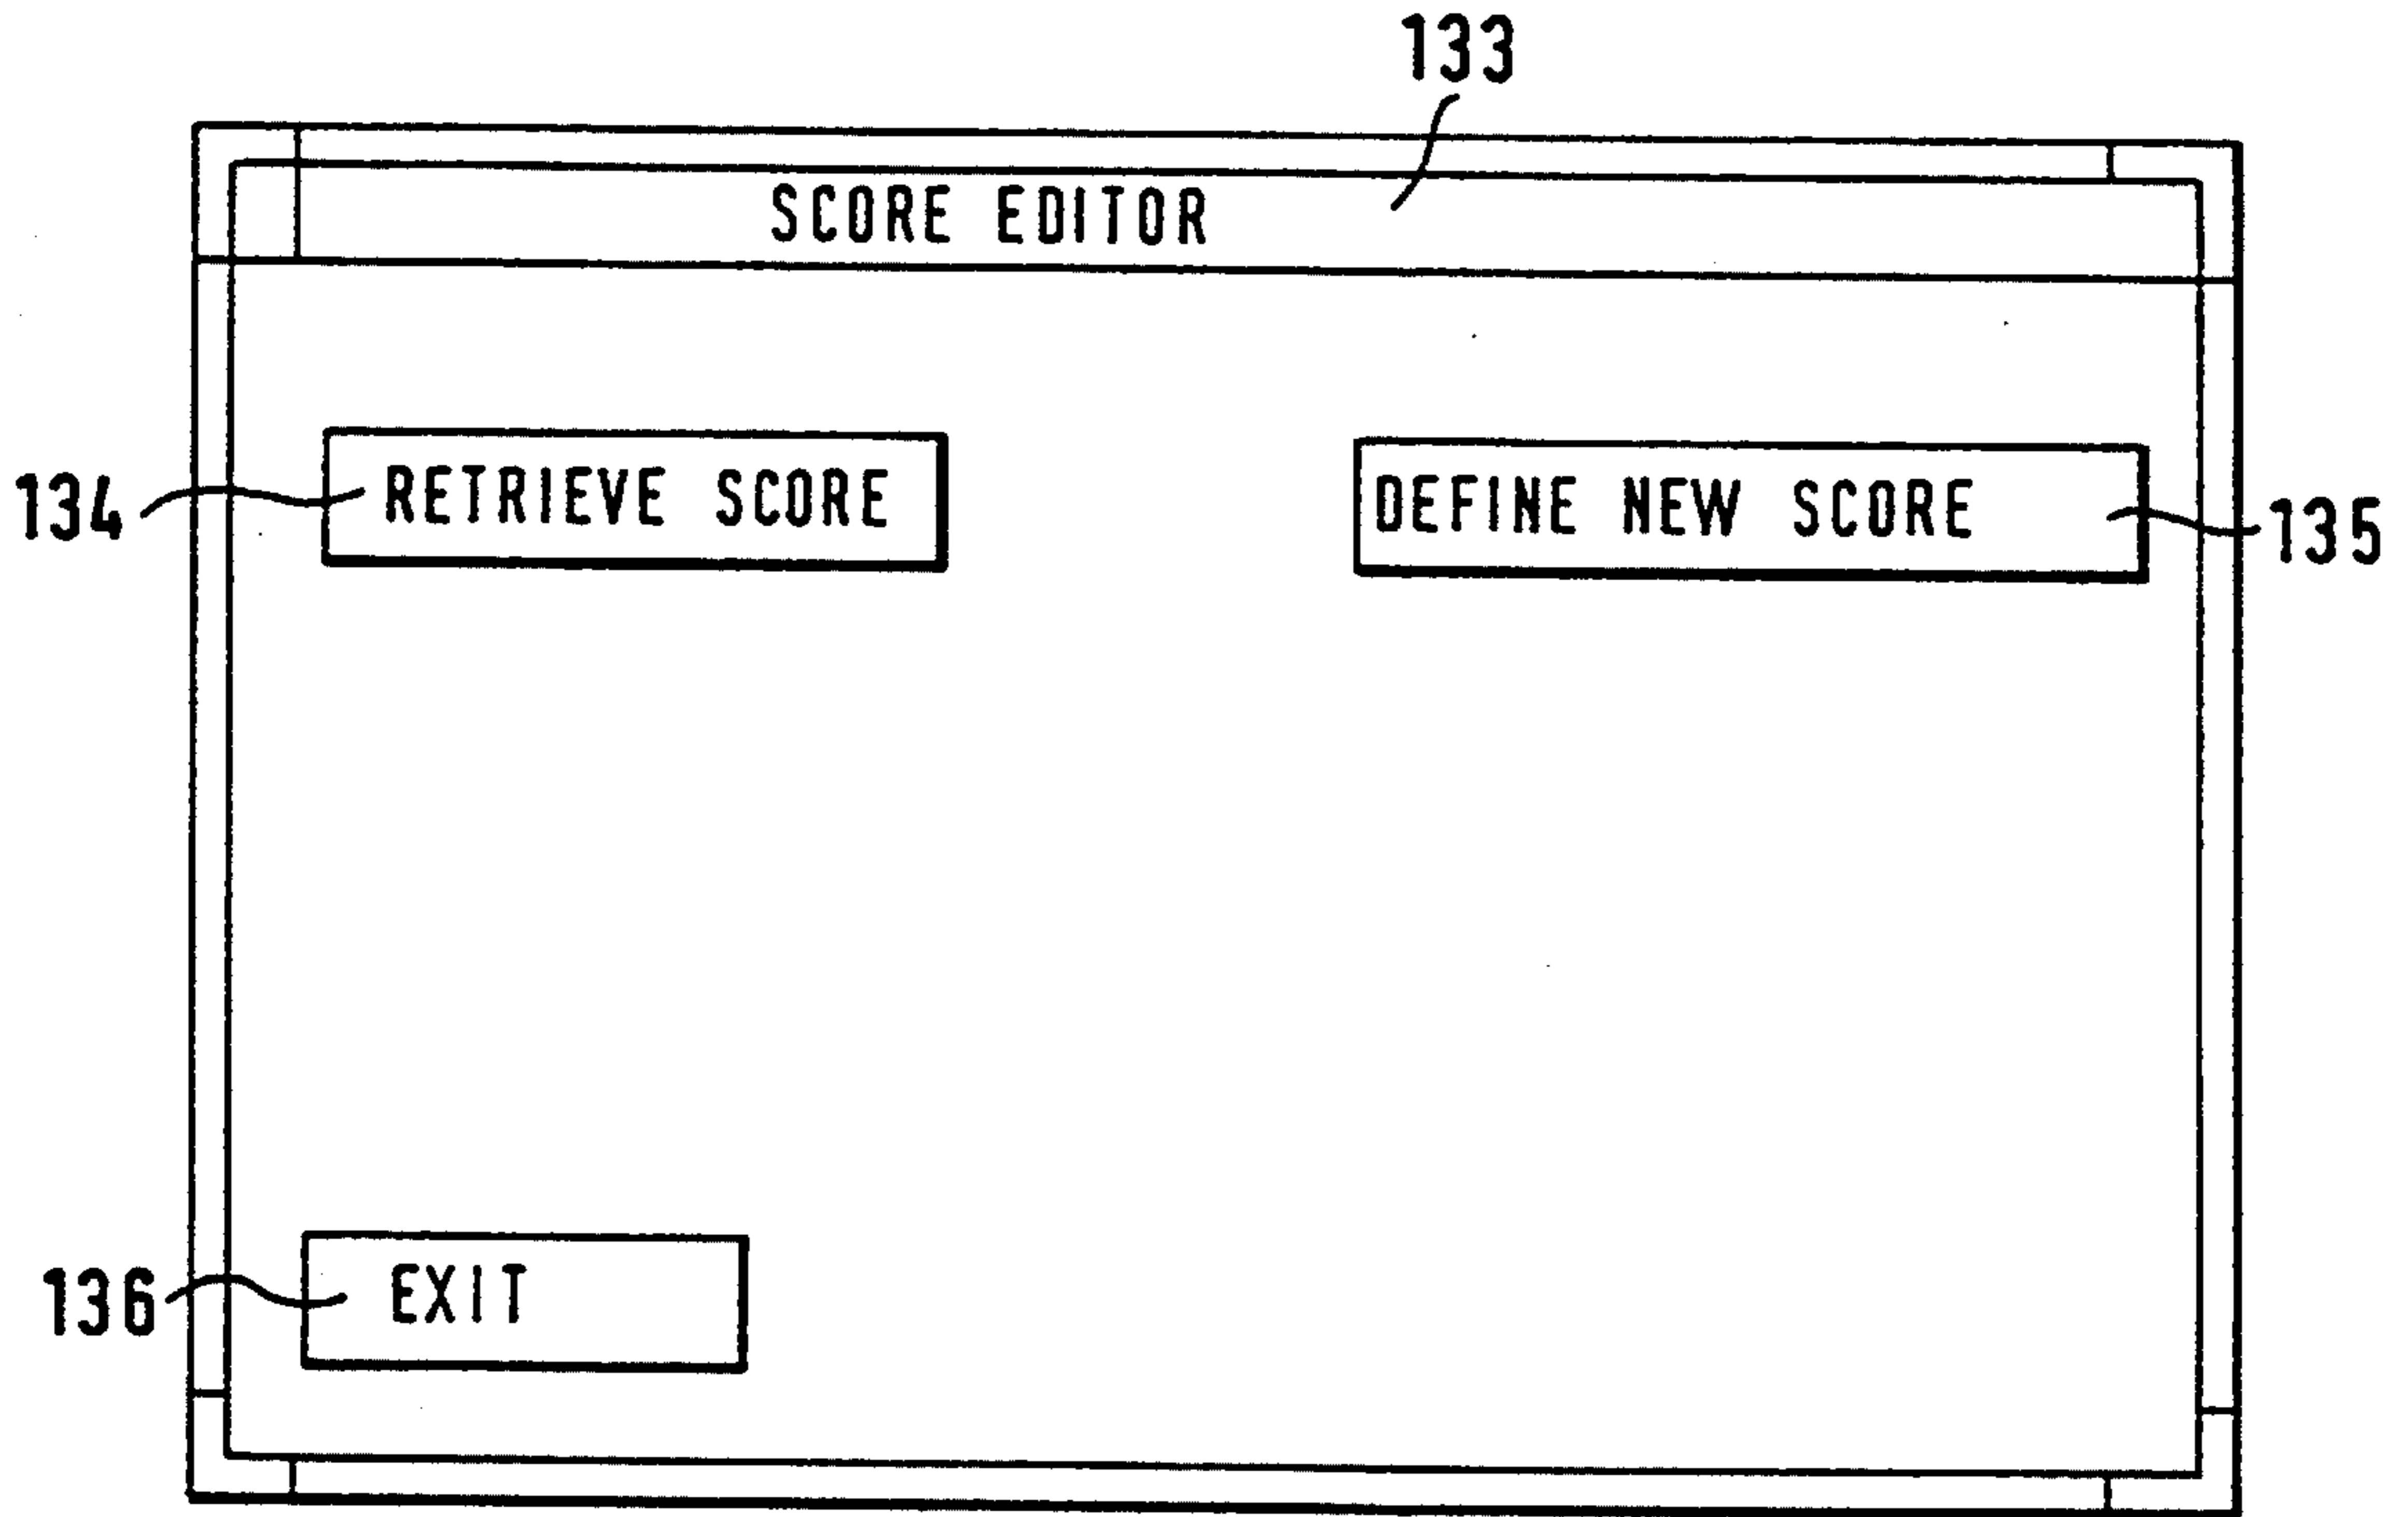 133
SCORE EDITOR
134
RETRIEVE SCORE
DEFINE NEW SCORE
135
136
EXIT